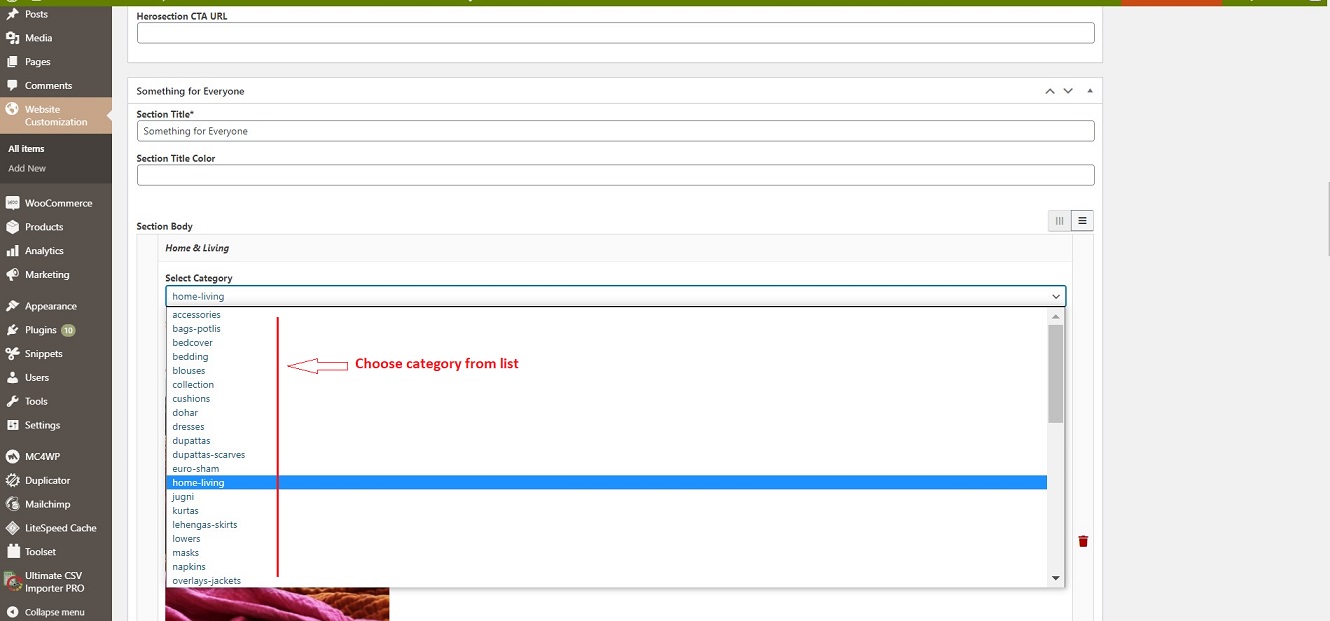 Posts
Media
Pages
Comments
Website
Customization
All items
Add New
WooCommerce
Products
Analytics
Marketing
Appearance
Plugins 10
Snippets
Users
Tools
Settings
MC4WP
Duplicator
Mailchimp
LiteSpeed Cache
Toolset
Ultimate CSV
Importer PRO
Collapse menu
Herosection CTA URL
Something for Everyone
Section Title*
Something for Everyone
Section Title Color
Section Body
Home & Living
Select Category
home-living
accessories
bags-potlis
bedcover
bedding
blouses
collection
cushions
dohar
dresses
dupattas
dupattas-scarves
euro-sham
home-living
jugni
kurtas
lehengas-skirts
lowers
masks
napkins
overlays-jackets
Choose category from list